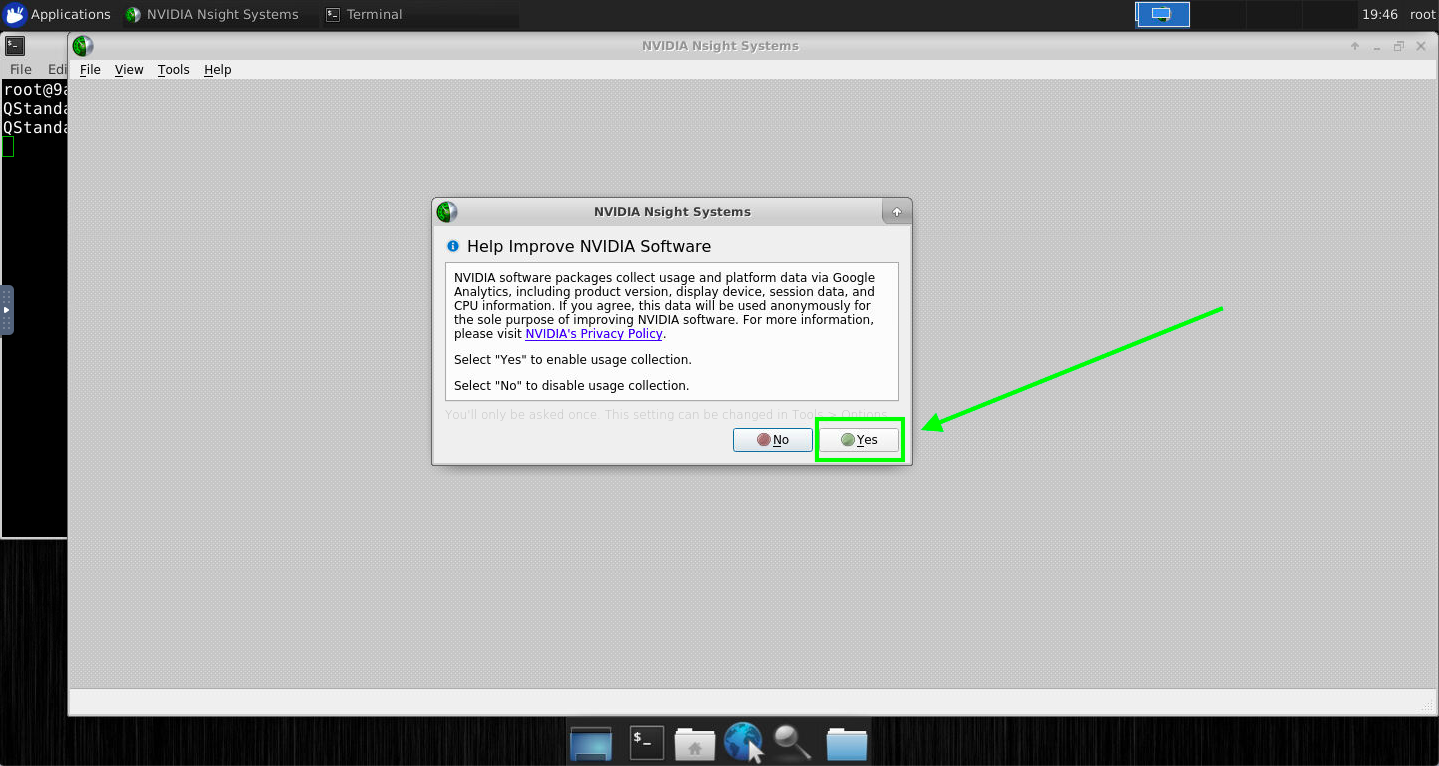 Applications NVIDIA Nsight Systems Terminal 19:46 root
NVIDIA Nsight Systems
File Edi
File View Tools Help
root@9a
QStanda
QStanda
NVIDIA Nsight Systems
Help Improve NVIDIA Software
NVIDIA software packages collect usage and platform data via Google
Analytics, including product version, display device, session data, and
CPU information. If you agree, this data will be used anonymously for
the sole purpose of improving NVIDIA software. For more information,
please visit NVIDIA's Privacy Policy.
Select "Yes" to enable usage collection.
Select "No" to disable usage collection.
You'll only be asked once. This setting can be changed in Tools > Options.
No Yes
$_